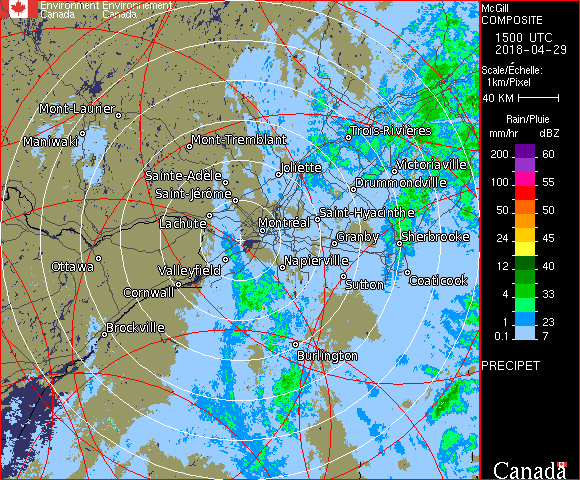 Environment Environnement
Canada Canada
McGill
COMPOSITE
1500 UTC
2018-04-29
Scale/Échelle:
1km/Pixel
40 KM
Rain/Pluie
mm/hr dBZ
200 60
100 55
50 50
24 45
12 40
4 33
1 23
0.1 7
PRECIPET
Canada
Mont-Laurier
Maniwaki
Mont-Tremblant
Trois-Rivières
Joliette
Victoriaville
Sainte-Adèle
Drummondville
Saint-Jérôme
Lachute
Saint-Hyacinthe
Montréal
Granby
Sherbrooke
Ottawa
Valleyfield
Napierville
Cornwall
Sutton
Coaticook
Brockville
Burlington